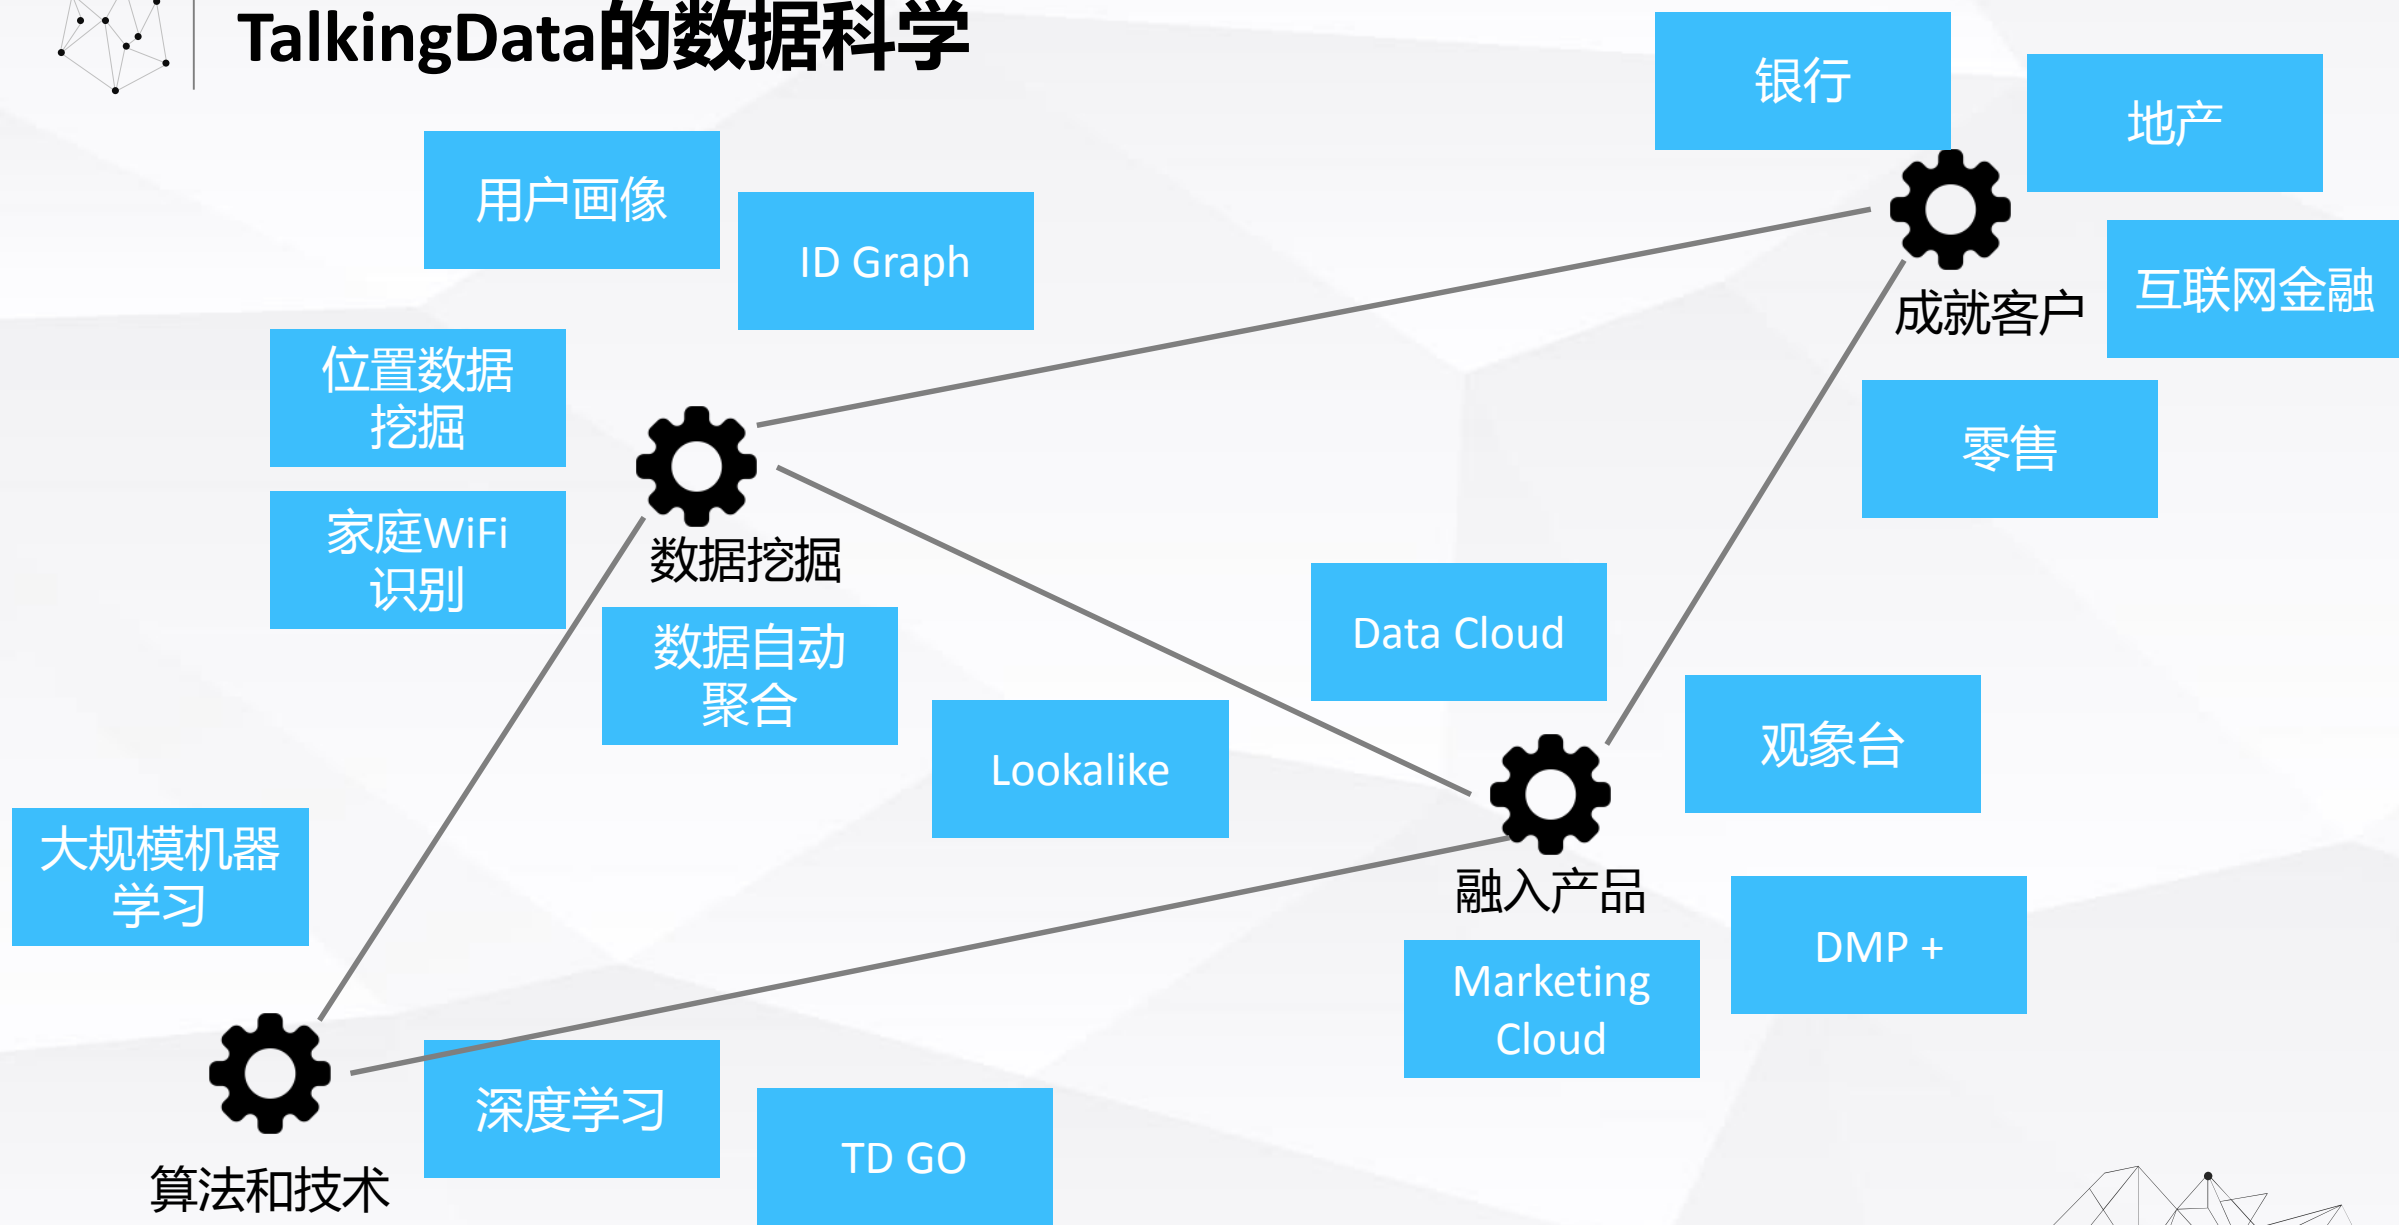 TalkingData的数据科学
银行
地产
用户画像
ID Graph
互联网金融
成就客户
位置数据
挖掘
零售
家庭WiFi
识别
数据挖掘
数据自动
聚合
Data Cloud
Lookalike
观象台
大规模机器
学习
融入产品
DMP +
Marketing
Cloud
深度学习
TD GO
算法和技术